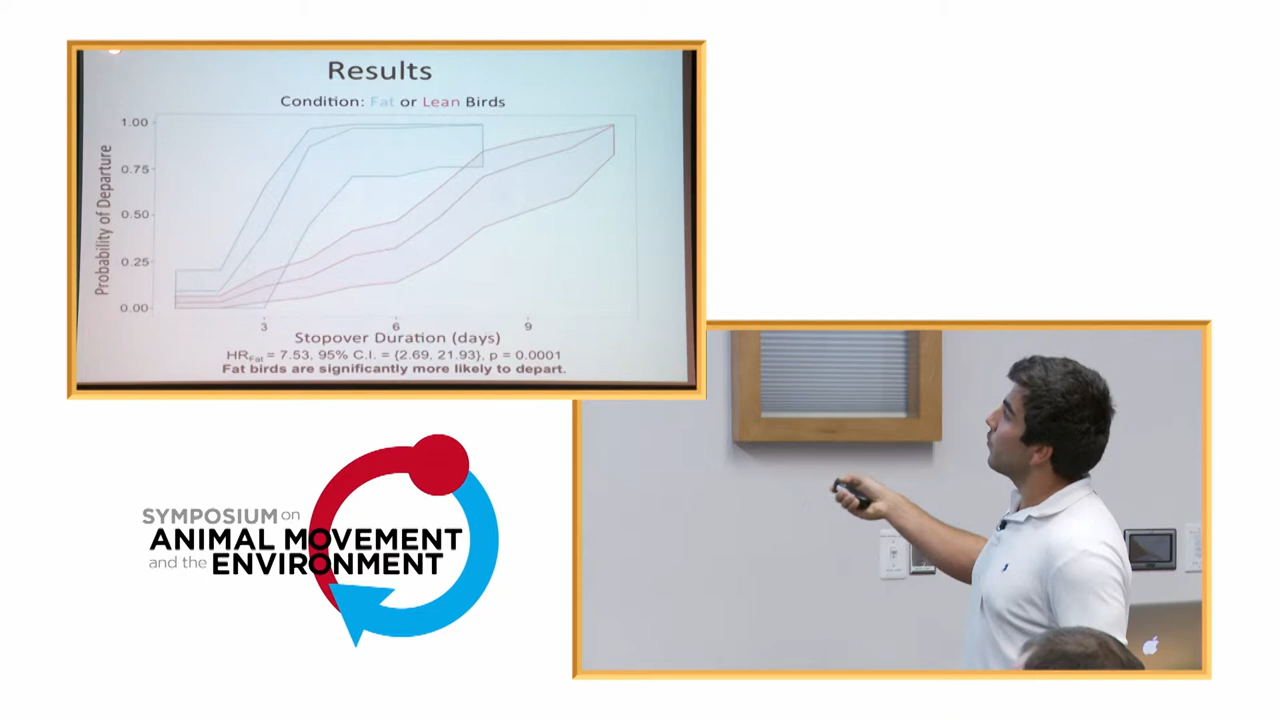 Results
Condition: Fat or Lean Birds
1.00
0.75
0.50
0.25
0.00
Probability of Departure
3 6 9
Stopover Duration (days)
HRFat = 7.53, 95% C.I. = {2.69, 21.93}, p = 0.0001
Fat birds are significantly more likely to depart.
SYMPOSIUM on
ANIMAL MOVEMENT
and the ENVIRONMENT